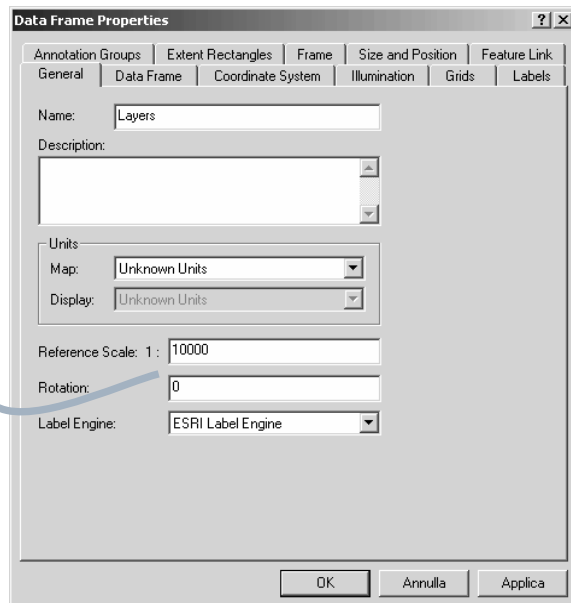 Data Frame Properties
Annotation Groups Extent Rectangles Frame Size and Position Feature Link
General Data Frame Coordinate System Illumination Grids Labels
Name: Layers
Description:
Units
Map: Unknown Units
Display: Unknown Units
Reference Scale: 1 : 10000
Rotation: 0
Label Engine: ESRI Label Engine
OK Annulla Applica